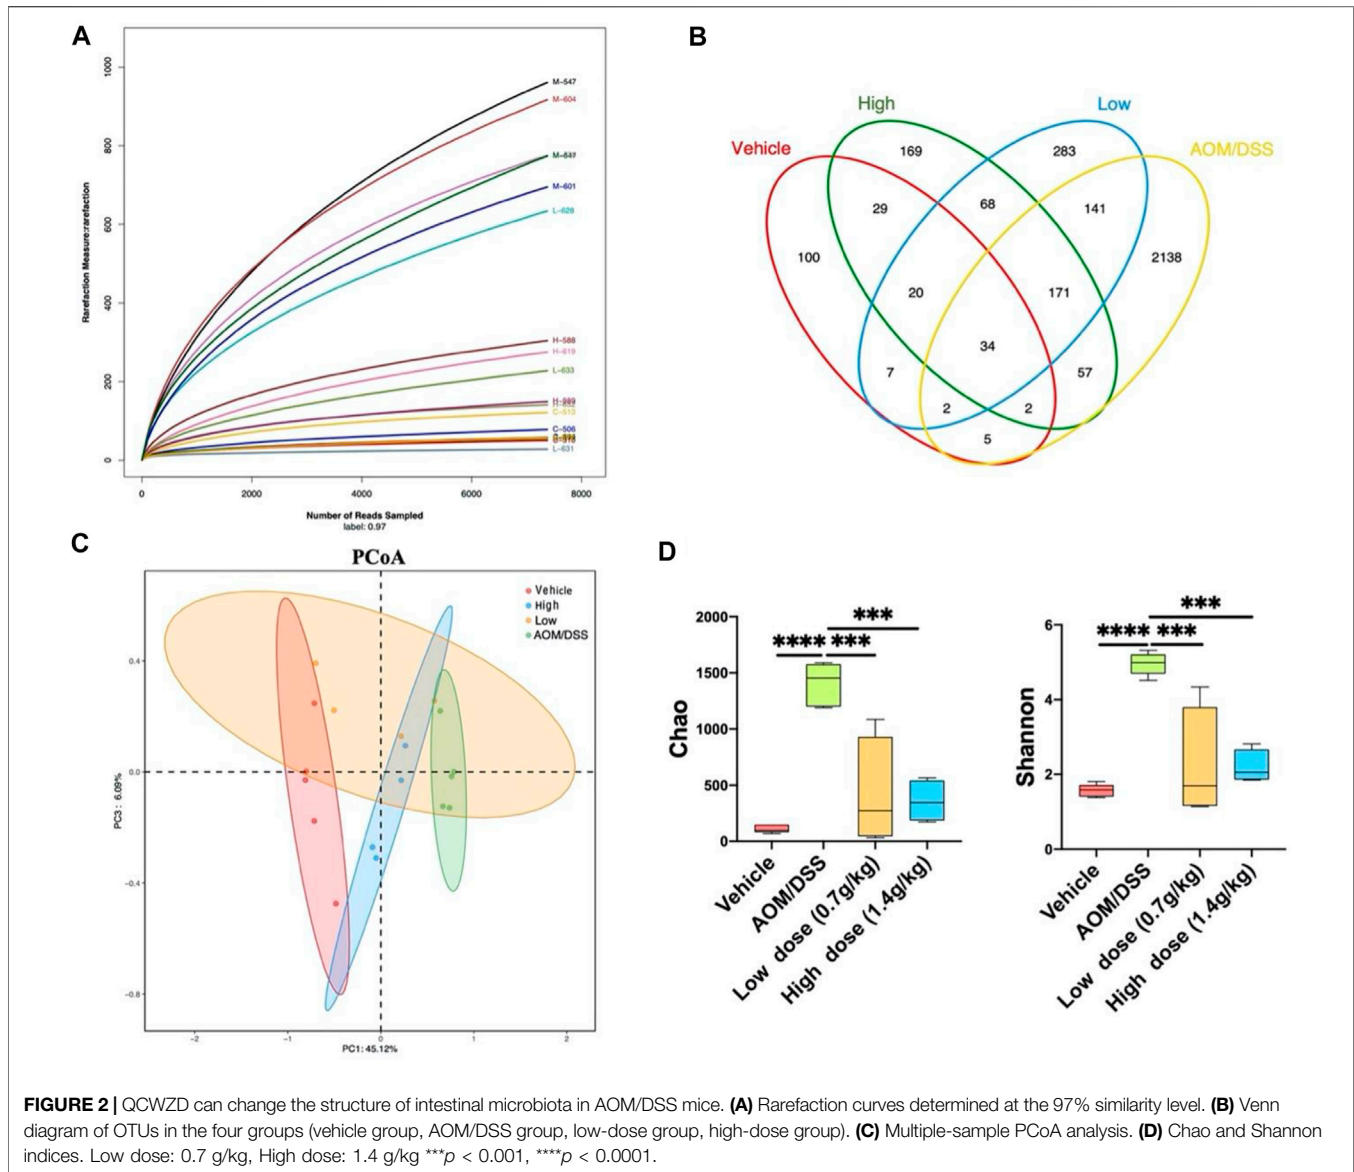 A
1000
800
600
400
200
0
Rarefaction Measure:rarefaction
M-547
M-604
M-601
L-628
H-588
H-619
L-633
H-589
C-513
C-506
L-631
0 2000 4000 6000 8000
Number of Reads Sampled
label: 0.97
B
High Low
Vehicle AOM/DSS
169 283
29 68 141
100 2138
20 171
34
7 57
2 2
5
C
PCoA
Vehicle
High
Low
AOM/DSS
0.4
0.0
-0.4
-0.8
PC3 : 6.09%
-2 -1 0 1 2
PC1: 45.12%
D
2000
1500
1000
500
0
Chao
***
**** ***
Vehicle
AOM/DSS
Low dose (0.7g/kg)
High dose (1.4g/kg)
6
4
2
0
Shannon
***
**** ***
Vehicle
AOM/DSS
Low dose (0.7g/kg)
High dose (1.4g/kg)
FIGURE 2 | QCWZD can change the structure of intestinal microbiota in AOM/DSS mice. (A) Rarefaction curves determined at the 97% similarity level. (B) Venn
diagram of OTUs in the four groups (vehicle group, AOM/DSS group, low-dose group, high-dose group). (C) Multiple-sample PCoA analysis. (D) Chao and Shannon
indices. Low dose: 0.7 g/kg, High dose: 1.4 g/kg ***p < 0.001, ****p < 0.0001.